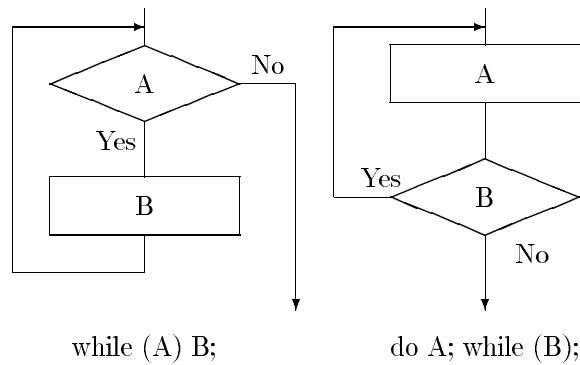 A
No
Yes
B
while (A) B;
A
Yes
B
No
do A; while (B);